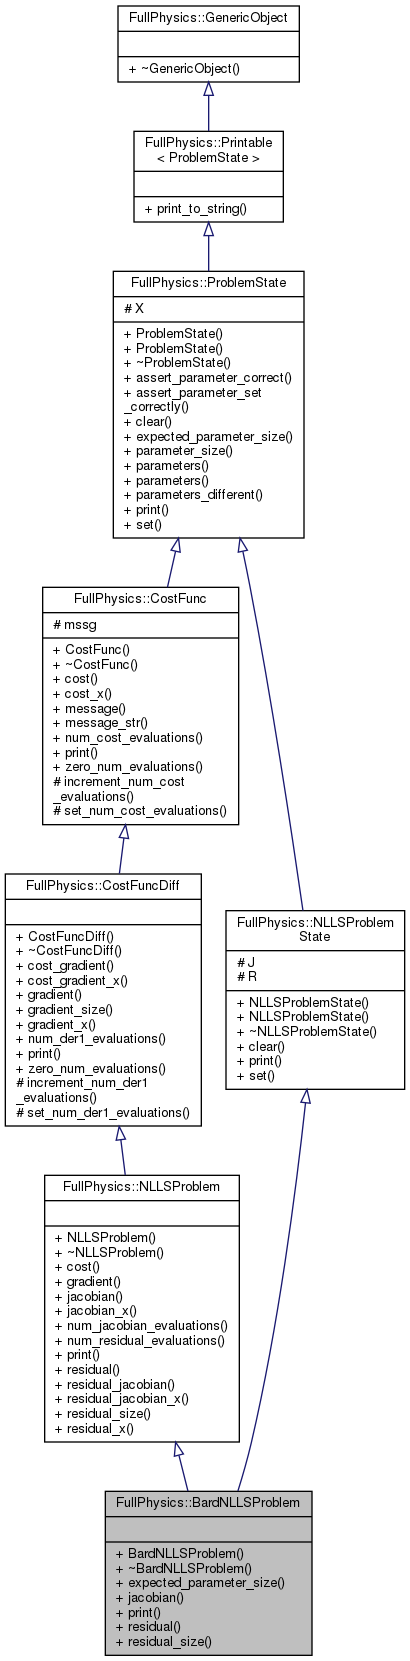 FullPhysics::GenericObject
+ ~GenericObject()
FullPhysics::Printable
< ProblemState >
+ print_to_string()
FullPhysics::ProblemState
# X
+ ProblemState()
+ ProblemState()
+ ~ProblemState()
+ assert_parameter_correct()
+ assert_parameter_set
_correctly()
+ clear()
+ expected_parameter_size()
+ parameter_size()
+ parameters()
+ parameters()
+ parameters_different()
+ print()
+ set()
FullPhysics::CostFunc
# mssg
+ CostFunc()
+ ~CostFunc()
+ cost()
+ cost_x()
+ message()
+ message_str()
+ num_cost_evaluations()
+ print()
+ zero_num_evaluations()
# increment_num_cost
_evaluations()
# set_num_cost_evaluations()
FullPhysics::CostFuncDiff
+ CostFuncDiff()
+ ~CostFuncDiff()
+ cost_gradient()
+ cost_gradient_x()
+ gradient()
+ gradient_size()
+ gradient_x()
+ num_der1_evaluations()
+ print()
+ zero_num_evaluations()
# increment_num_der1
_evaluations()
# set_num_der1_evaluations()
FullPhysics::NLLSProblem
State
# J
# R
+ NLLSProblemState()
+ NLLSProblemState()
+ ~NLLSProblemState()
+ clear()
+ print()
+ set()
FullPhysics::NLLSProblem
+ NLLSProblem()
+ ~NLLSProblem()
+ cost()
+ gradient()
+ jacobian()
+ jacobian_x()
+ num_jacobian_evaluations()
+ num_residual_evaluations()
+ print()
+ residual()
+ residual_jacobian()
+ residual_jacobian_x()
+ residual_size()
+ residual_x()
FullPhysics::BardNLLSProblem
+ BardNLLSProblem()
+ ~BardNLLSProblem()
+ expected_parameter_size()
+ jacobian()
+ print()
+ residual()
+ residual_size()